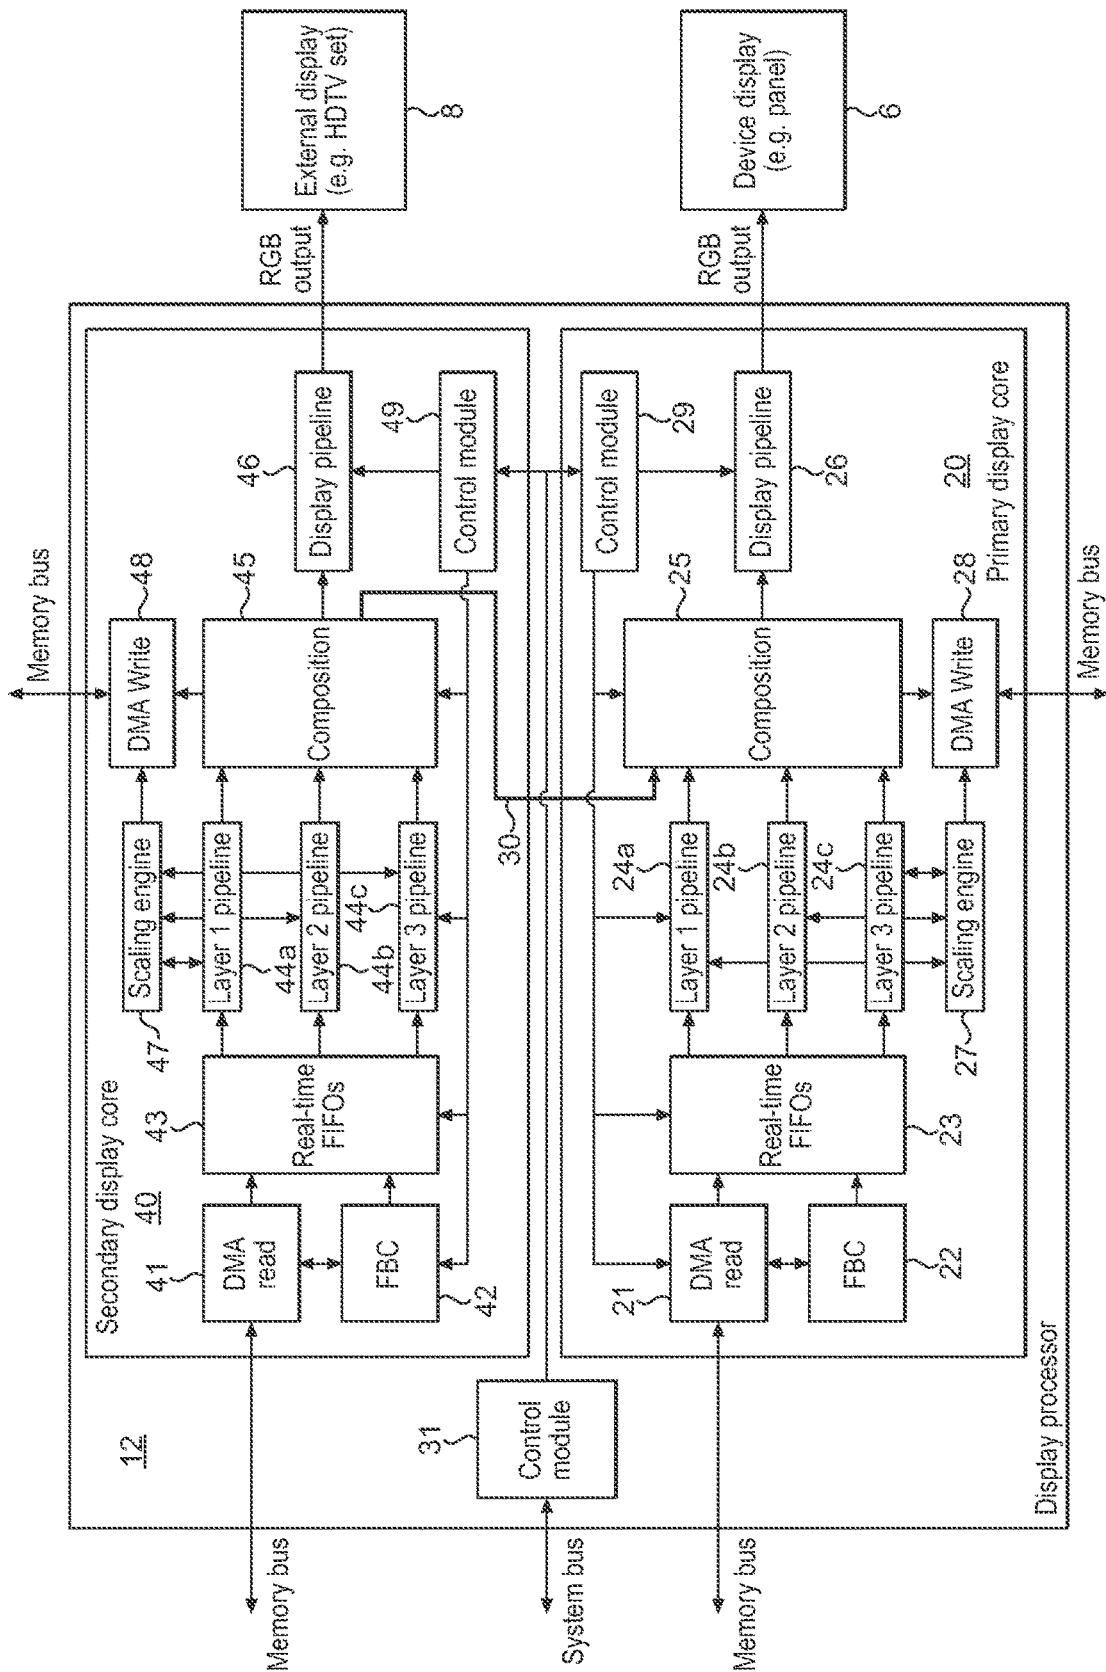 12
Secondary display core
40
Memory bus
41
DMA
read
FBC
42
43
Real-time
FIFOs
47
Scaling engine
Layer 1 pipeline
44a
Layer 2 pipeline
44b
44c
Layer 3 pipeline
Memory bus
48
DMA Write
45
Composition
46
Display pipeline
49
Control module
RGB
output
External display
(e.g. HDTV set)
8
System bus
31
Control
module
30
Memory bus
21
DMA
read
FBC
22
Real-time
FIFOs
23
24a
Layer 1 pipeline
24b
Layer 2 pipeline
24c
Layer 3 pipeline
27
Scaling engine
25
Composition
DMA Write
28
Memory bus
Control module
29
Display pipeline
26
20
Primary display core
RGB
output
Device display
(e.g. panel)
6
Display processor